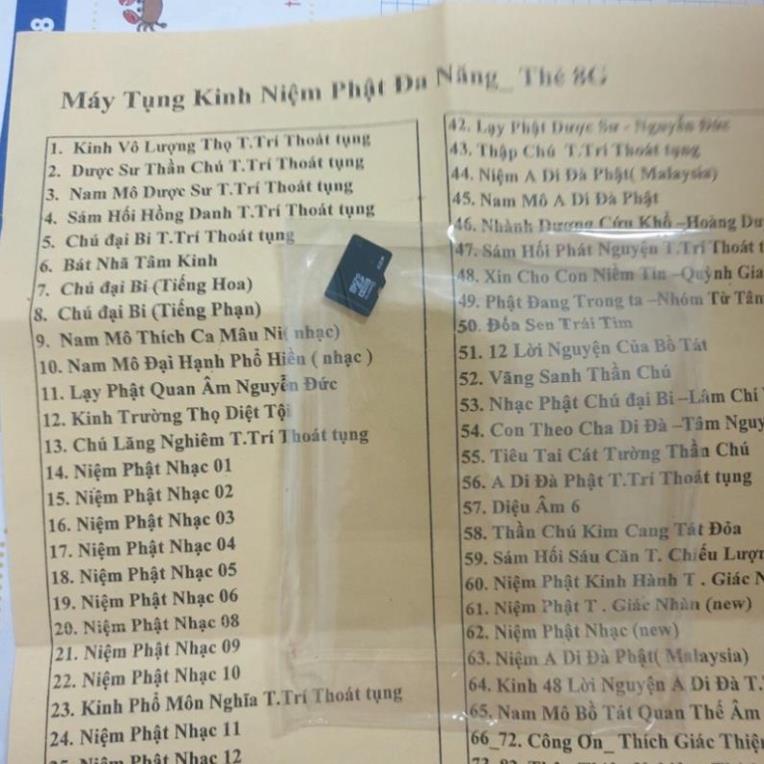 Máy Tụng Kinh Niệm Phật Đa Năng_ Thẻ 8G
1. Kinh Vô Lượng Thọ T.Trí Thoát tụng
2. Dược Sư Thần Chú T.Trí Thoát tụng
3. Nam Mô Dược Sư T.Trí Thoát tụng
4. Sám Hối Hồng Danh T.Trí Thoát tụng
5. Chú đại Bi T.Trí Thoát tụng
6. Bát Nhã Tâm Kinh
7. Chú đại Bi (Tiếng Hoa)
8. Chú đại Bi (Tiếng Phạn)
9. Nam Mô Thích Ca Mâu Ni( nhạc)
10. Nam Mô Đại Hạnh Phổ Hiền ( nhạc )
11. Lạy Phật Quan Âm Nguyễn Đức
12. Kinh Trường Thọ Diệt Tội
13. Chú Lăng Nghiêm T.Trí Thoát tụng
14. Niệm Phật Nhạc 01
15. Niệm Phật Nhạc 02
16. Niệm Phật Nhạc 03
17. Niệm Phật Nhạc 04
18. Niệm Phật Nhạc 05
19. Niệm Phật Nhạc 06
20. Niệm Phật Nhạc 08
21. Niệm Phật Nhạc 09
22. Niệm Phật Nhạc 10
23. Kinh Phổ Môn Nghĩa T.Trí Thoát tụng
24. Niệm Phật Nhạc 11
25. Niệm Phật Nhạc 12
42. Lạy Phật Dược Sư - Nguyễn Đức
43. Thập Chú T.Trí Thoát tụng
44. Niệm A Di Đà Phật( Malaysia)
45. Nam Mô A Di Đà Phật
46. Nhành Dương Cứu Khổ –Hoàng Du
47. Sám Hối Phát Nguyện T.Trí Thoát t
48. Xin Cho Con Niềm Tin –Quỳnh Gia
49. Phật Đang Trong ta –Nhóm Từ Tân
50. Đóa Sen Trái Tim
51. 12 Lời Nguyện Của Bồ Tát
52. Vãng Sanh Thần Chú
53. Nhạc Phật Chú đại Bi –Lâm Chí
54. Con Theo Cha Di Đà –Tâm Nguy
55. Tiêu Tai Cát Tường Thần Chú
56. A Di Đà Phật T.Trí Thoát tụng
57. Diệu Âm 6
58. Thần Chú Kim Cang Tát Đỏa
59. Sám Hối Sáu Căn T. Chiếu Lượn
60. Niệm Phật Kinh Hành T . Giác N
61. Niệm Phật T . Giác Nhàn (new)
62. Niệm Phật Nhạc (new)
63. Niệm A Di Đà Phật( Malaysia)
64. Kinh 48 Lời Nguyện A Di Đà T.
65. Nam Mô Bồ Tát Quan Thế Âm
66_72. Công Ơn_ Thích Giác Thiệ